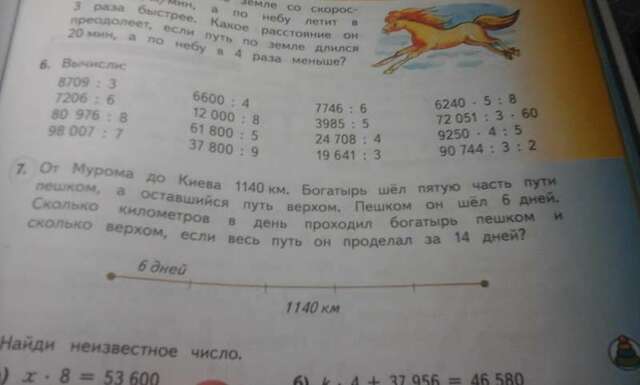 мин, а по небу летит в
3 раза быстрее. Какое расстояние он
преодолеет, если путь по земле длился
20 мин, а по небу в 4 раза меньше?
6. Вычисли:
8709 : 3
7206 : 6
80 976 : 8
98 007 : 7
6600 : 4
12 000 : 8
61 800 : 5
37 800 : 9
7746 : 6
3985 : 5
24 708 : 4
19 641 : 3
6240 · 5 : 8
72 051 : 3 · 60
9250 · 4 : 5
90 744 : 3 : 2
7. От Мурома до Киева 1140 км. Богатырь шёл пятую часть пути
пешком, а оставшийся путь верхом. Пешком он шёл 6 дней.
Сколько километров в день проходил богатырь пешком и
сколько верхом, если весь путь он проделал за 14 дней?
6 дней
1140 км
Найди неизвестное число.
) x · 8 = 53 600
б) k · 4 + 37 956 = 46 580